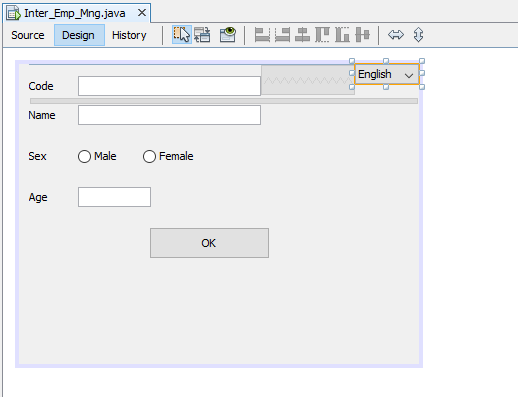 Inter_Emp_Mng.java
Source Design History
Code English
Name
Sex Male Female
Age
OK